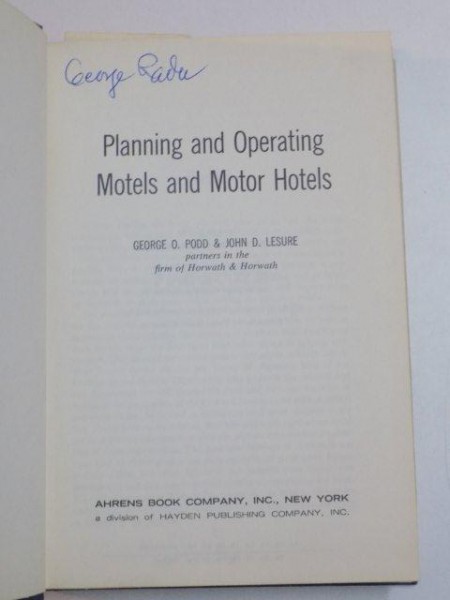 George Radu
Planning and Operating
Motels and Motor Hotels
GEORGE O. PODD & JOHN D. LESURE
partners in the
firm of Horwath & Horwath
AHRENS BOOK COMPANY, INC., NEW YORK
a division of HAYDEN PUBLISHING COMPANY, INC.